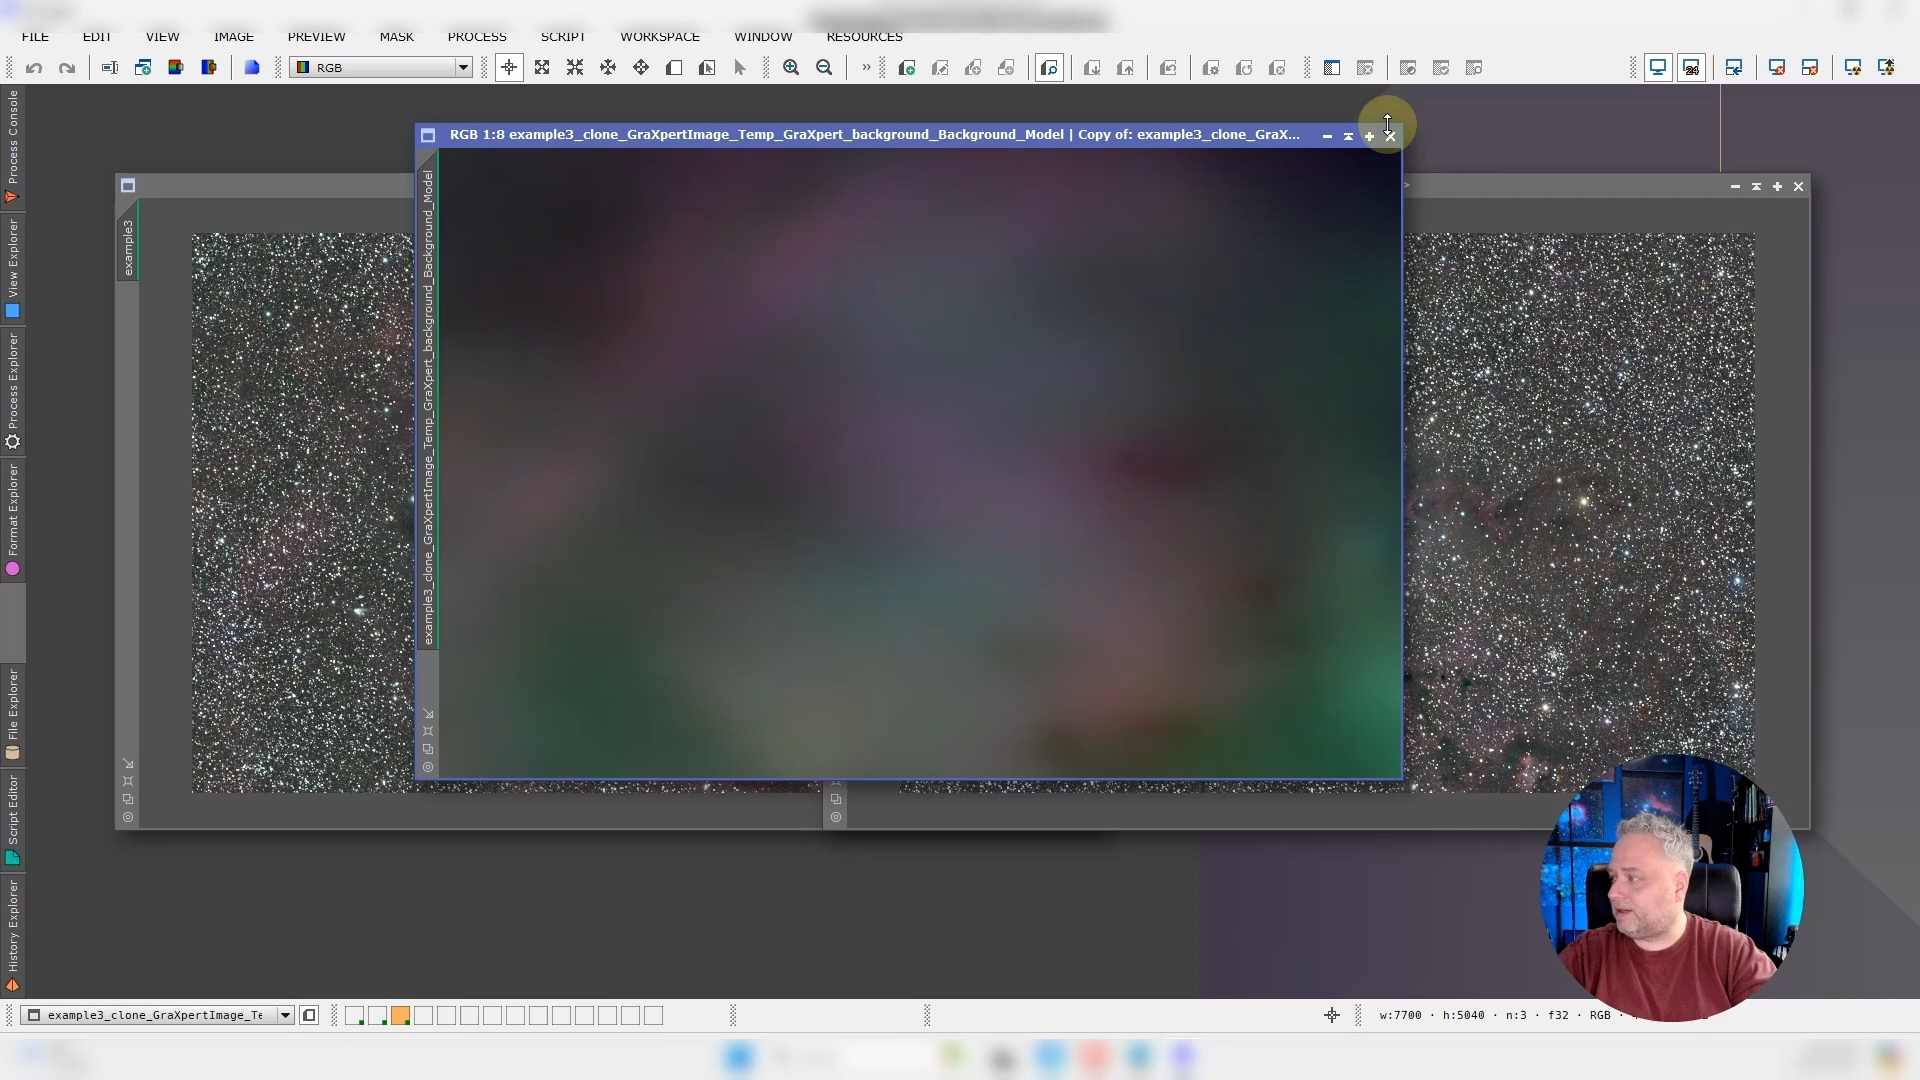 FILE EDIT VIEW IMAGE PREVIEW MASK PROCESS SCRIPT WORKSPACE WINDOW RESOURCES
RGB
24
Process Console
View Explorer
Process Explorer
Format Explorer
File Explorer
Script Editor
History Explorer
example3
RGB 1:8 example3_clone_GraXpertImage_Temp_GraXpert_background_Background_Model | Copy of: example3_clone_GraX...
example3_clone_GraXpertImage_Temp_GraXpert_background_Background_Model
example3_clone_GraXpertImage_Te
w:7700 · h:5040 · n:3 · f32 · RGB ·